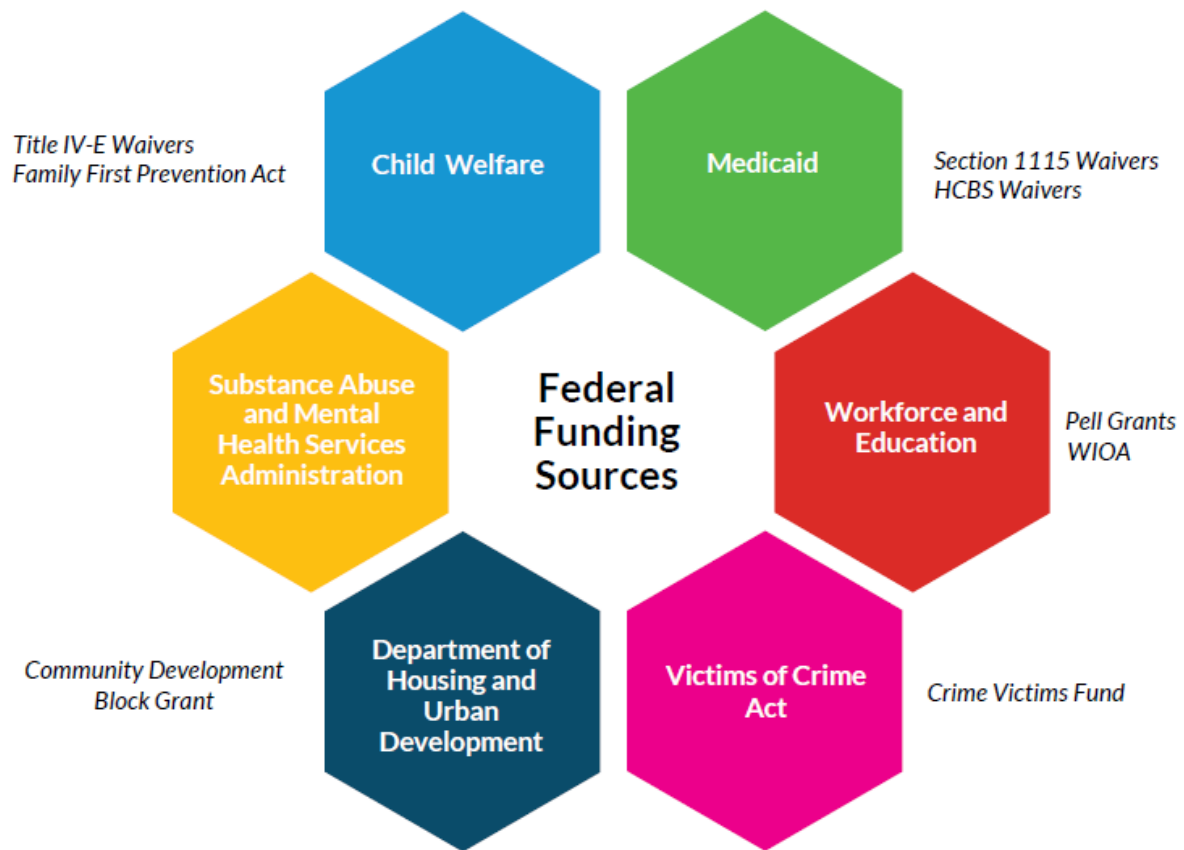 Title IV-E Waivers
Family First Prevention Act
Child Welfare
Medicaid
Section 1115 Waivers
HCBS Waivers
Substance Abuse
and Mental
Health Services
Administration
Federal
Funding
Sources
Workforce and
Education
Pell Grants
WIOA
Community Development
Block Grant
Department of
Housing and
Urban
Development
Victims of Crime
Act
Crime Victims Fund